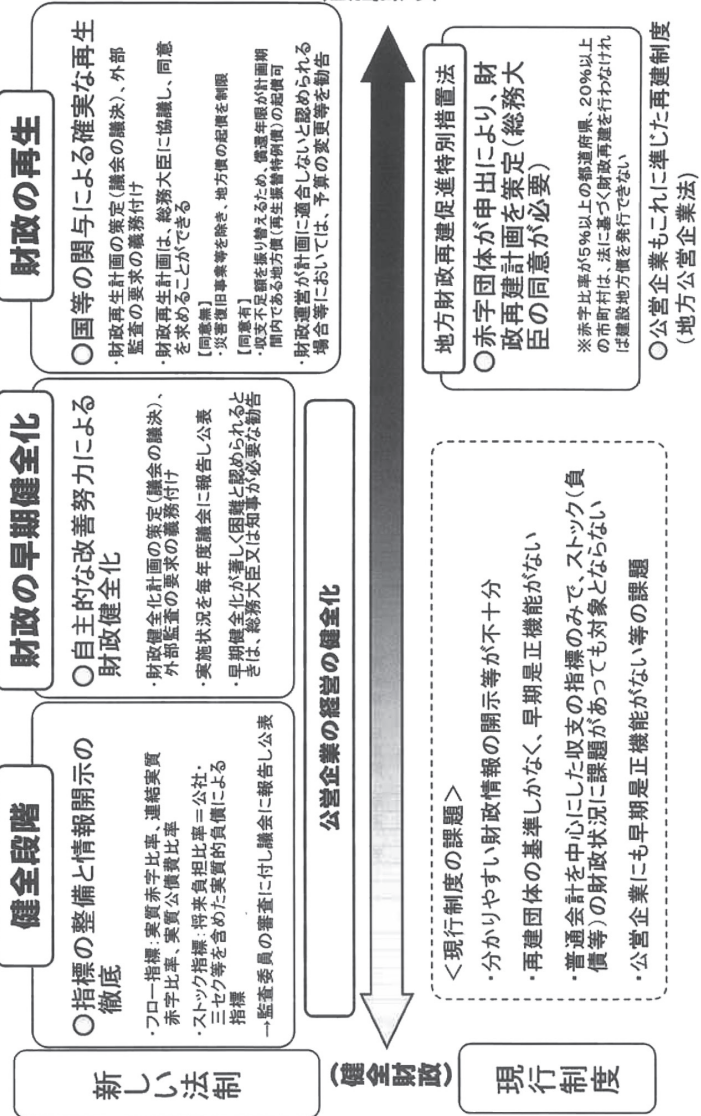 新しい法制
健全段階
○指標の整備と情報開示の
徹底
・フロー指標：実質赤字比率、連結実質
赤字比率、実質公債費比率
・ストック指標：将来負担比率＝公社・
三セク等を含めた実質的負債による
指標
→監査委員の審査に付し議会に報告し公表
財政の早期健全化
○自主的な改善努力による
財政健全化
・財政健全化計画の策定（議会の議決）、
外部監査の要求の義務付け
・実施状況を毎年度議会に報告し公表
・早期健全化が著しく困難と認められると
きは、総務大臣又は知事が必要な勧告
財政の再生
○国等の関与による確実な再生
・財政再生計画の策定（議会の議決）、外部
監査の要求の義務付け
・財政再生計画は、総務大臣に協議し、同意
を求めることができる
【同意無】
・災害復旧事業等を除き、地方債の起債を制限
【同意有】
・収支不足額を振り替えるため、償還年限が計画期
間内である地方債（再生振替特例債）の起債可
・財政運営が計画に適合しないと認められる
場合等においては、予算の変更等を勧告
公営企業の経営の健全化
（健全財政）
現行制度
＜現行制度の課題＞
・分かりやすい財政情報の開示等が不十分
・再建団体の基準しかなく、早期是正機能がない
・普通会計を中心にした収支の指標のみで、ストック（負
債等）の財政状況に課題があっても対象とならない
・公営企業にも早期是正機能がない等の課題
地方財政再建促進特別措置法
○赤字団体が申出により、財
政再建計画を策定（総務大
臣の同意が必要）
※赤字比率が5%以上の都道府県、20%以上
の市町村は、法に基づく財政再建を行わなけれ
ば建設地方債を発行できない
○公営企業もこれに準じた再建制度
（地方公営企業法）